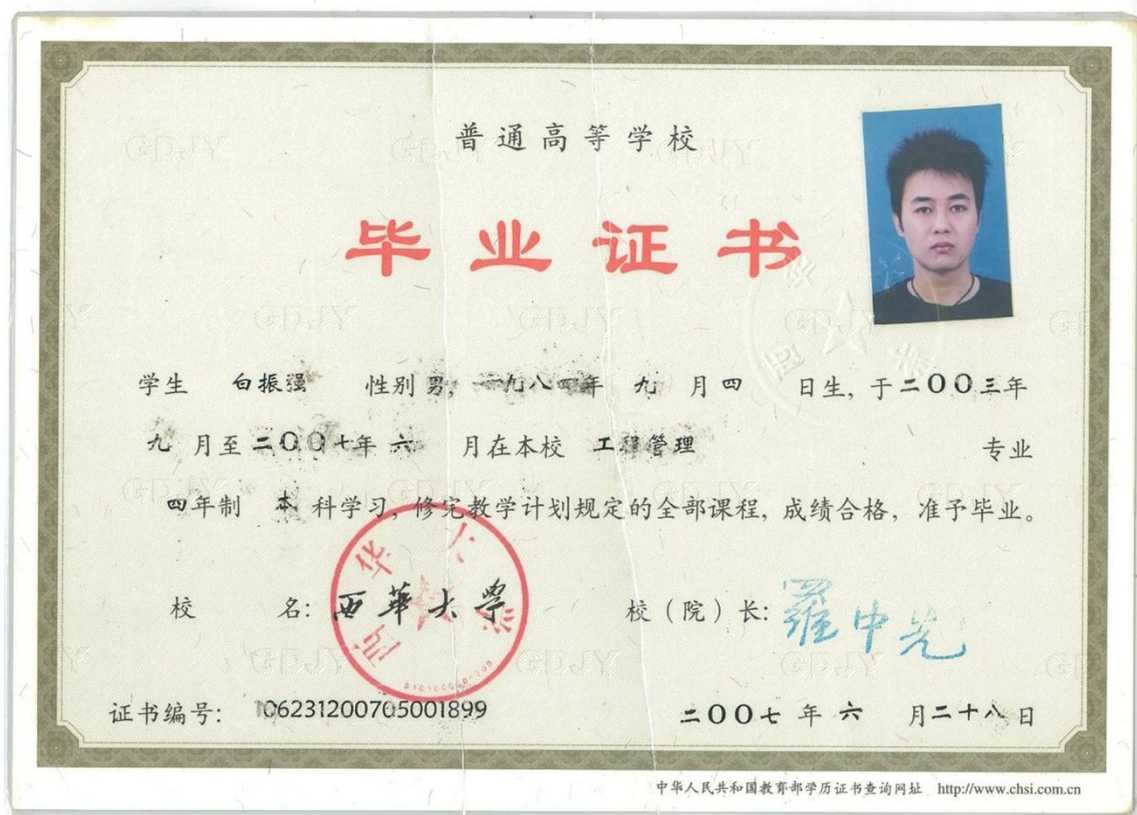 普通高等学校
毕业证书
学生 白振强 性别男，一九八四年 九 月 四 日生，于二〇〇三年
九 月至二〇〇七年 六 月在本校 工程管理 专业
四年制 本 科学习，修完教学计划规定的全部课程，成绩合格，准予毕业。
校 名：西華大学 校（院）长：羅中先
西华大学
证书编号：106231200705001899 二〇〇七 年 六 月二十八日
中华人民共和国教育部学历证书查询网址 http://www.chsi.com.cn